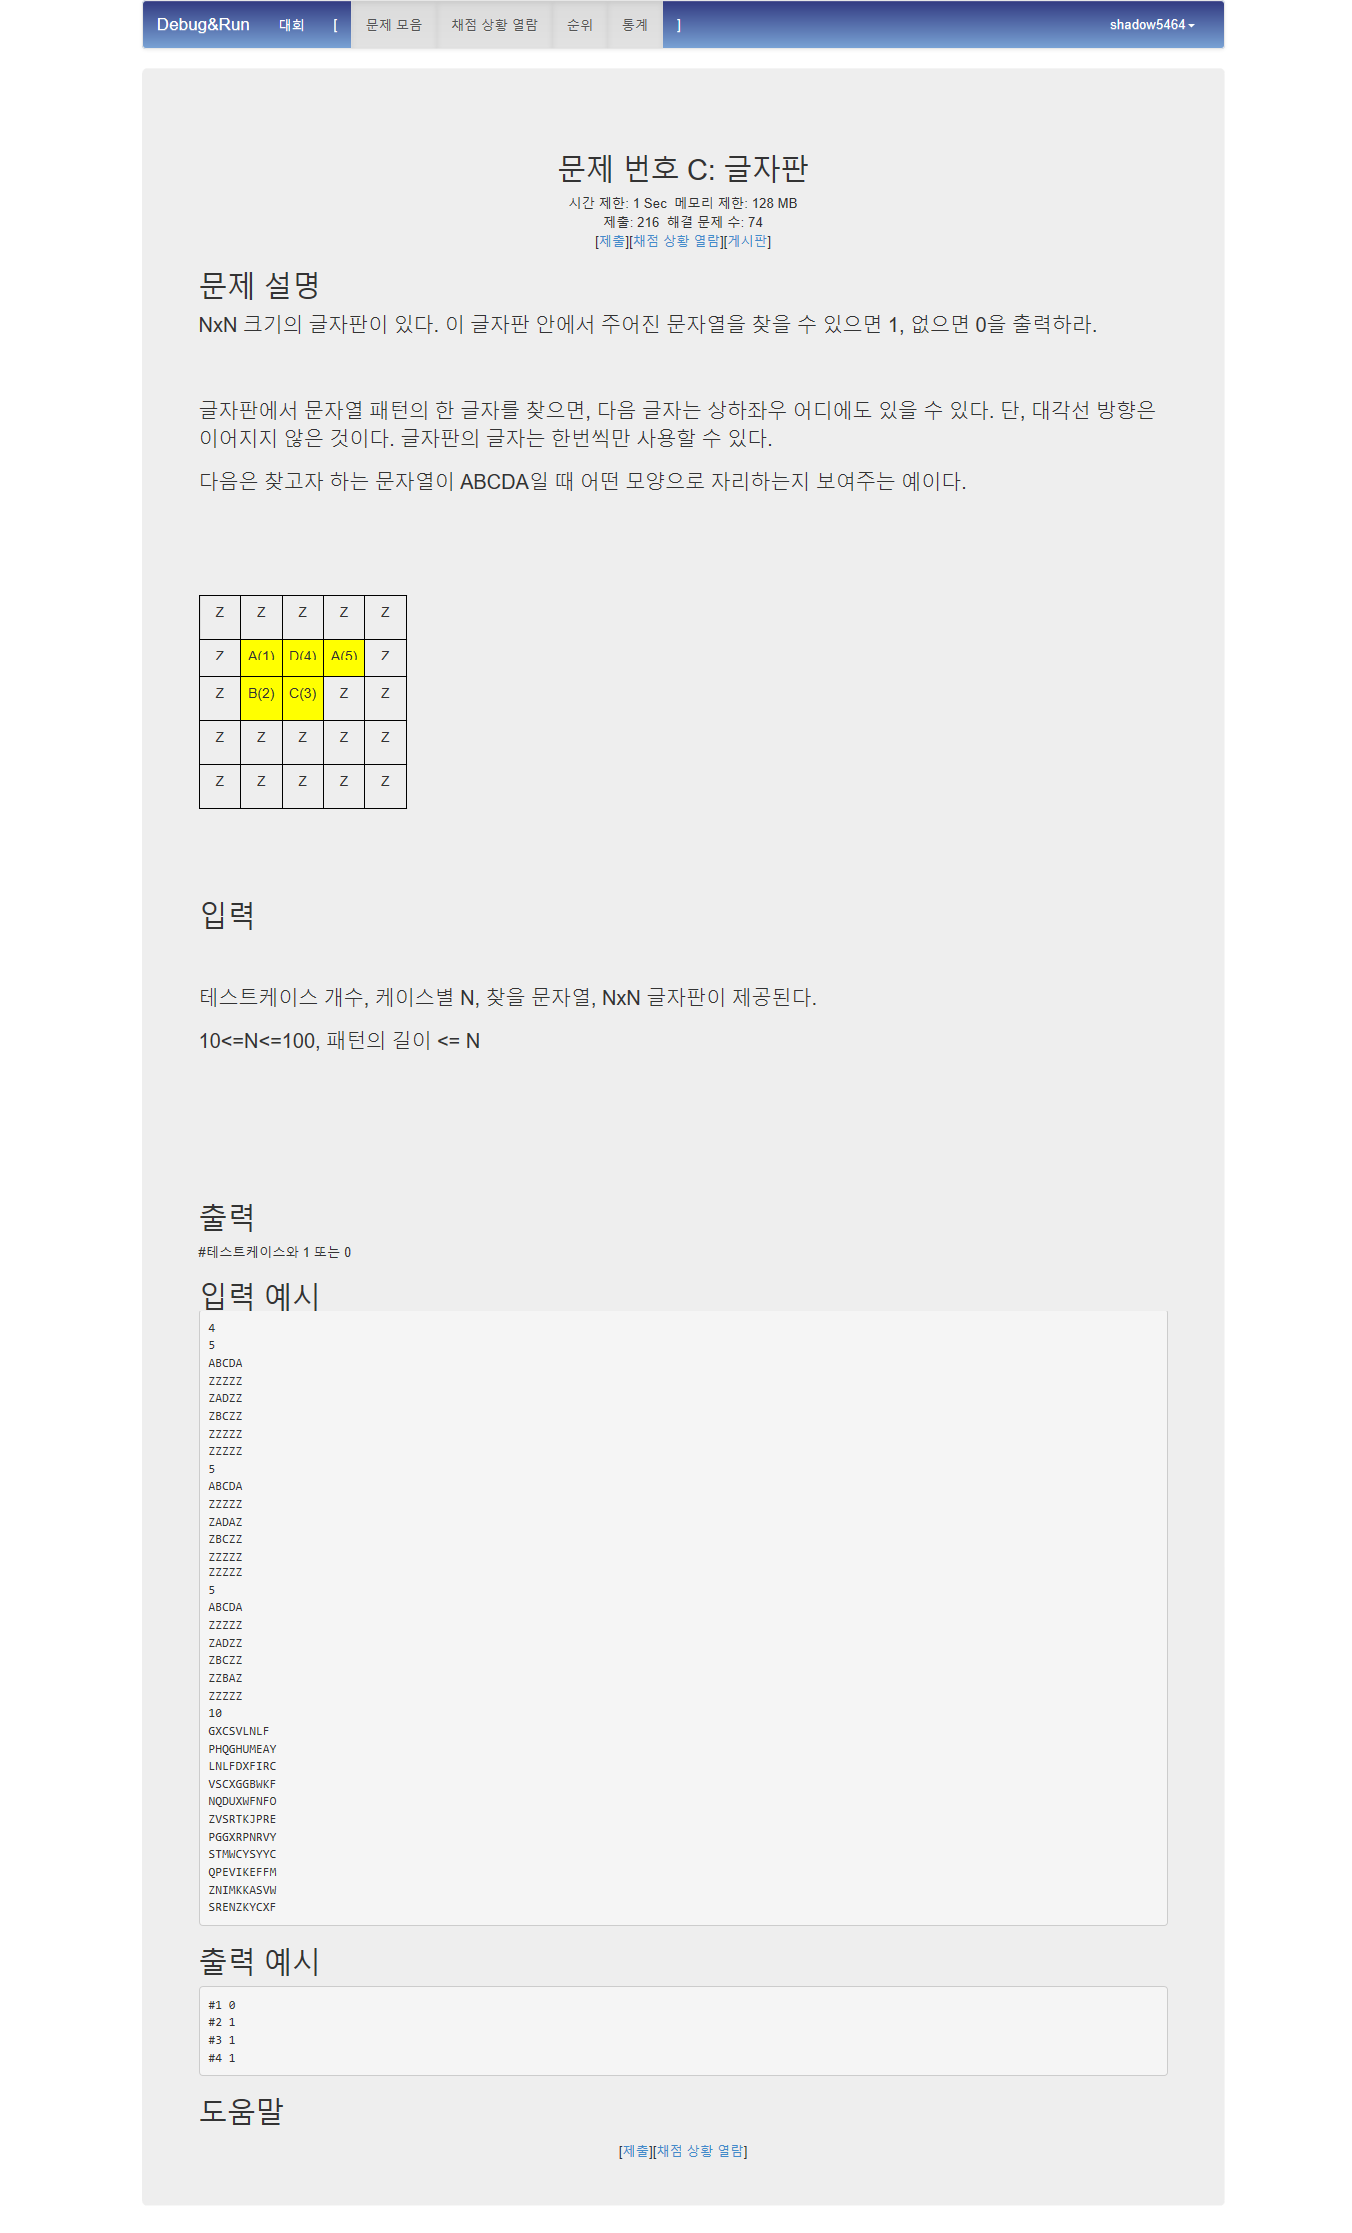 Debug&Run 대회 [ 문제 모음 채점 상황 열람 순위 통계 ] shadow5464
문제 번호 C: 글자판
시간 제한: 1 Sec 메모리 제한: 128 MB
제출: 216 해결 문제 수: 74
[제출][채점 상황 열람][게시판]
문제 설명
NxN 크기의 글자판이 있다. 이 글자판 안에서 주어진 문자열을 찾을 수 있으면 1, 없으면 0을 출력하라.
글자판에서 문자열 패턴의 한 글자를 찾으면, 다음 글자는 상하좌우 어디에도 있을 수 있다. 단, 대각선 방향은
이어지지 않은 것이다. 글자판의 글자는 한번씩만 사용할 수 있다.
다음은 찾고자 하는 문자열이 ABCDA일 때 어떤 모양으로 자리하는지 보여주는 예이다.
Z Z Z Z Z
Z A(1) D(4) A(5) Z
Z B(2) C(3) Z Z
Z Z Z Z Z
Z Z Z Z Z
입력
테스트케이스 개수, 케이스별 N, 찾을 문자열, NxN 글자판이 제공된다.
10<=N<=100, 패턴의 길이 <= N
출력
#테스트케이스와 1 또는 0
입력 예시
4
5
ABCDA
ZZZZZ
ZADZZ
ZBCZZ
ZZZZZ
ZZZZZ
5
ABCDA
ZZZZZ
ZADAZ
ZBCZZ
ZZZZZ
ZZZZZ
5
ABCDA
ZZZZZ
ZADZZ
ZBCZZ
ZZBAZ
ZZZZZ
10
GXCSVLNLF
PHQGHUMEAY
LNLFDXFIRC
VSCXGGBWKF
NQDUXWFNFO
ZVSRTKJPRE
PGGXRPNRVY
STMWCYSYYC
QPEVIKEFFM
ZNIMKKASVW
SRENZKYCXF
출력 예시
#1 0
#2 1
#3 1
#4 1
도움말
[제출][채점 상황 열람]